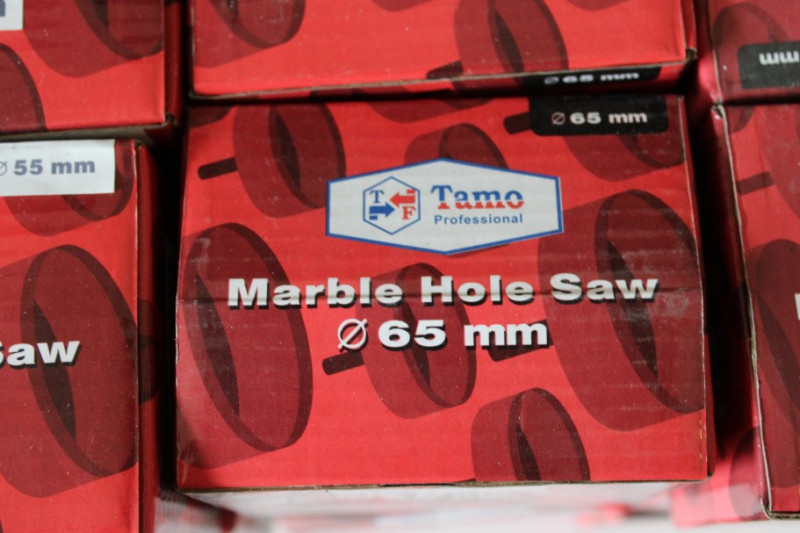 Ø 65 mm
Ø 65 mm
Ø 55 mm
T
F
Tamo
Professional
Marble Hole Saw
Ø 65 mm
Saw